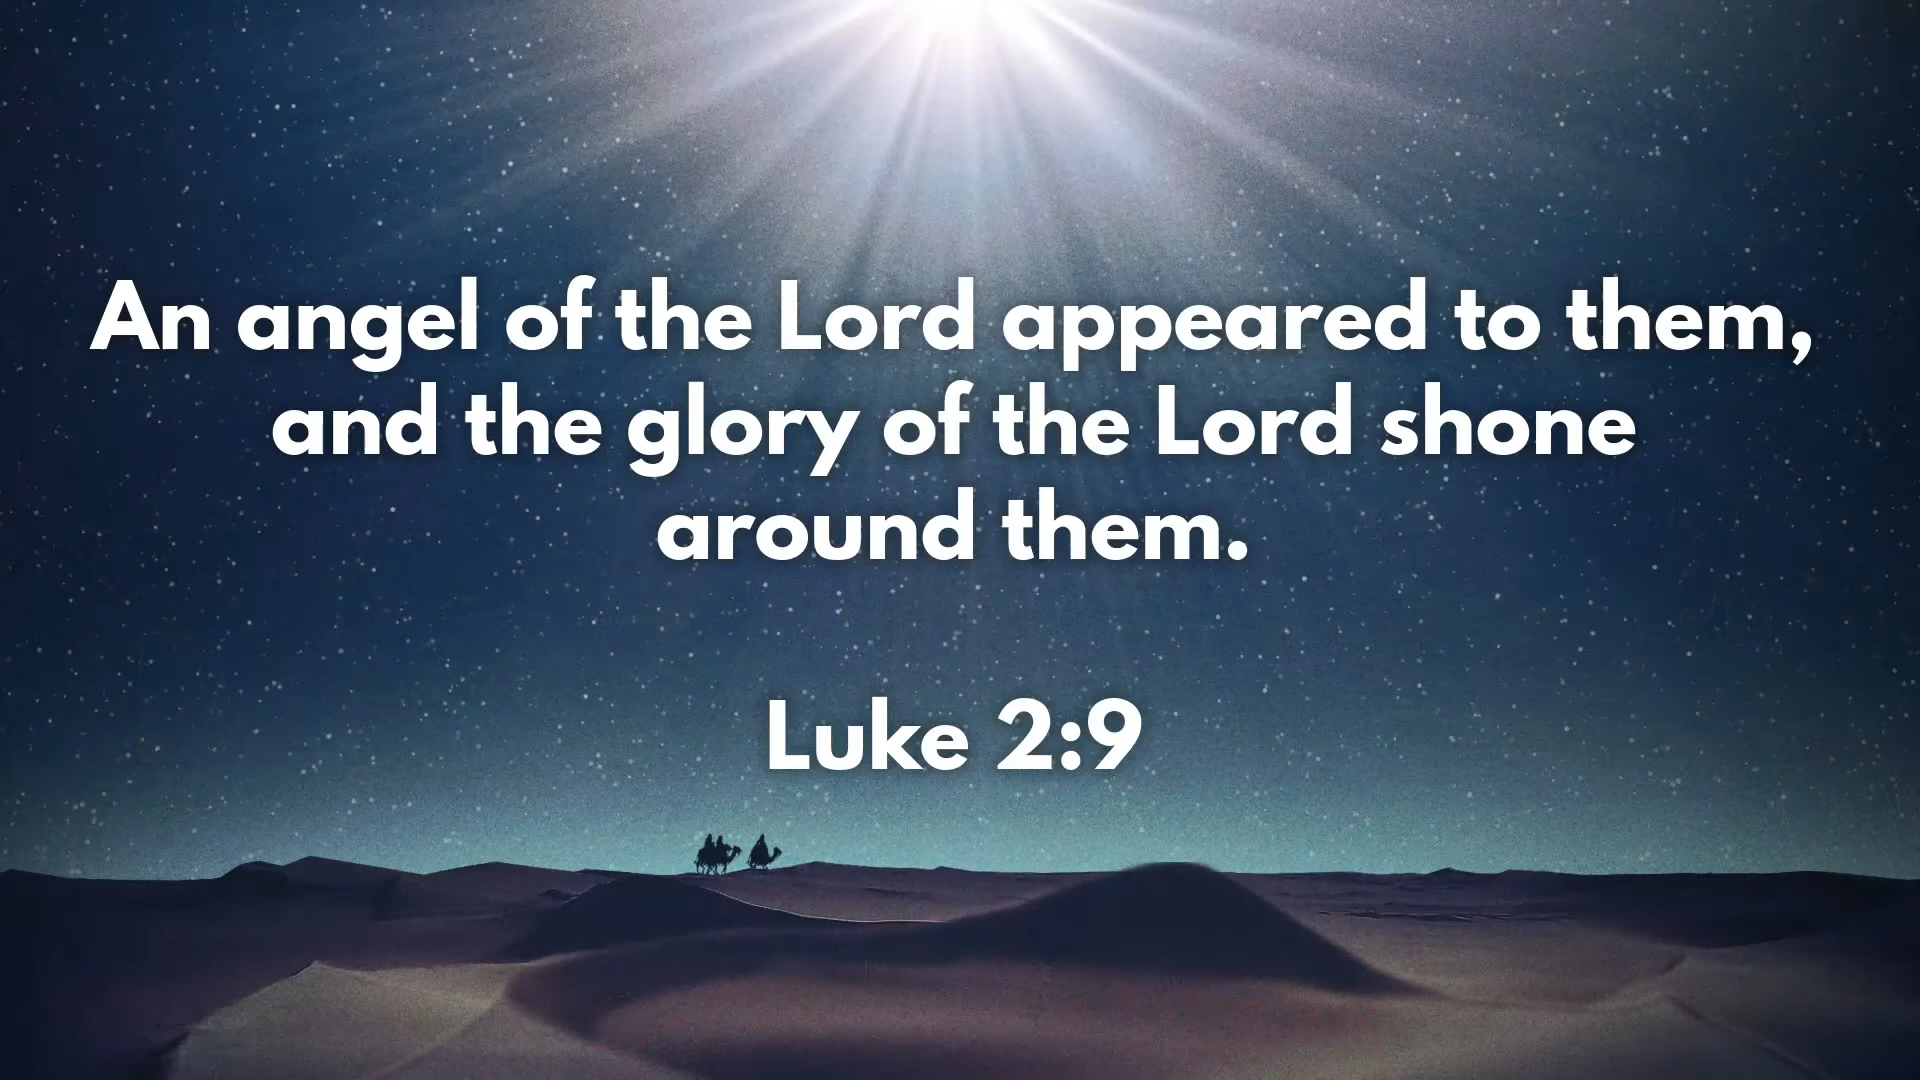 An angel of the Lord appeared to them,
and the glory of the Lord shone
around them.
Luke 2:9